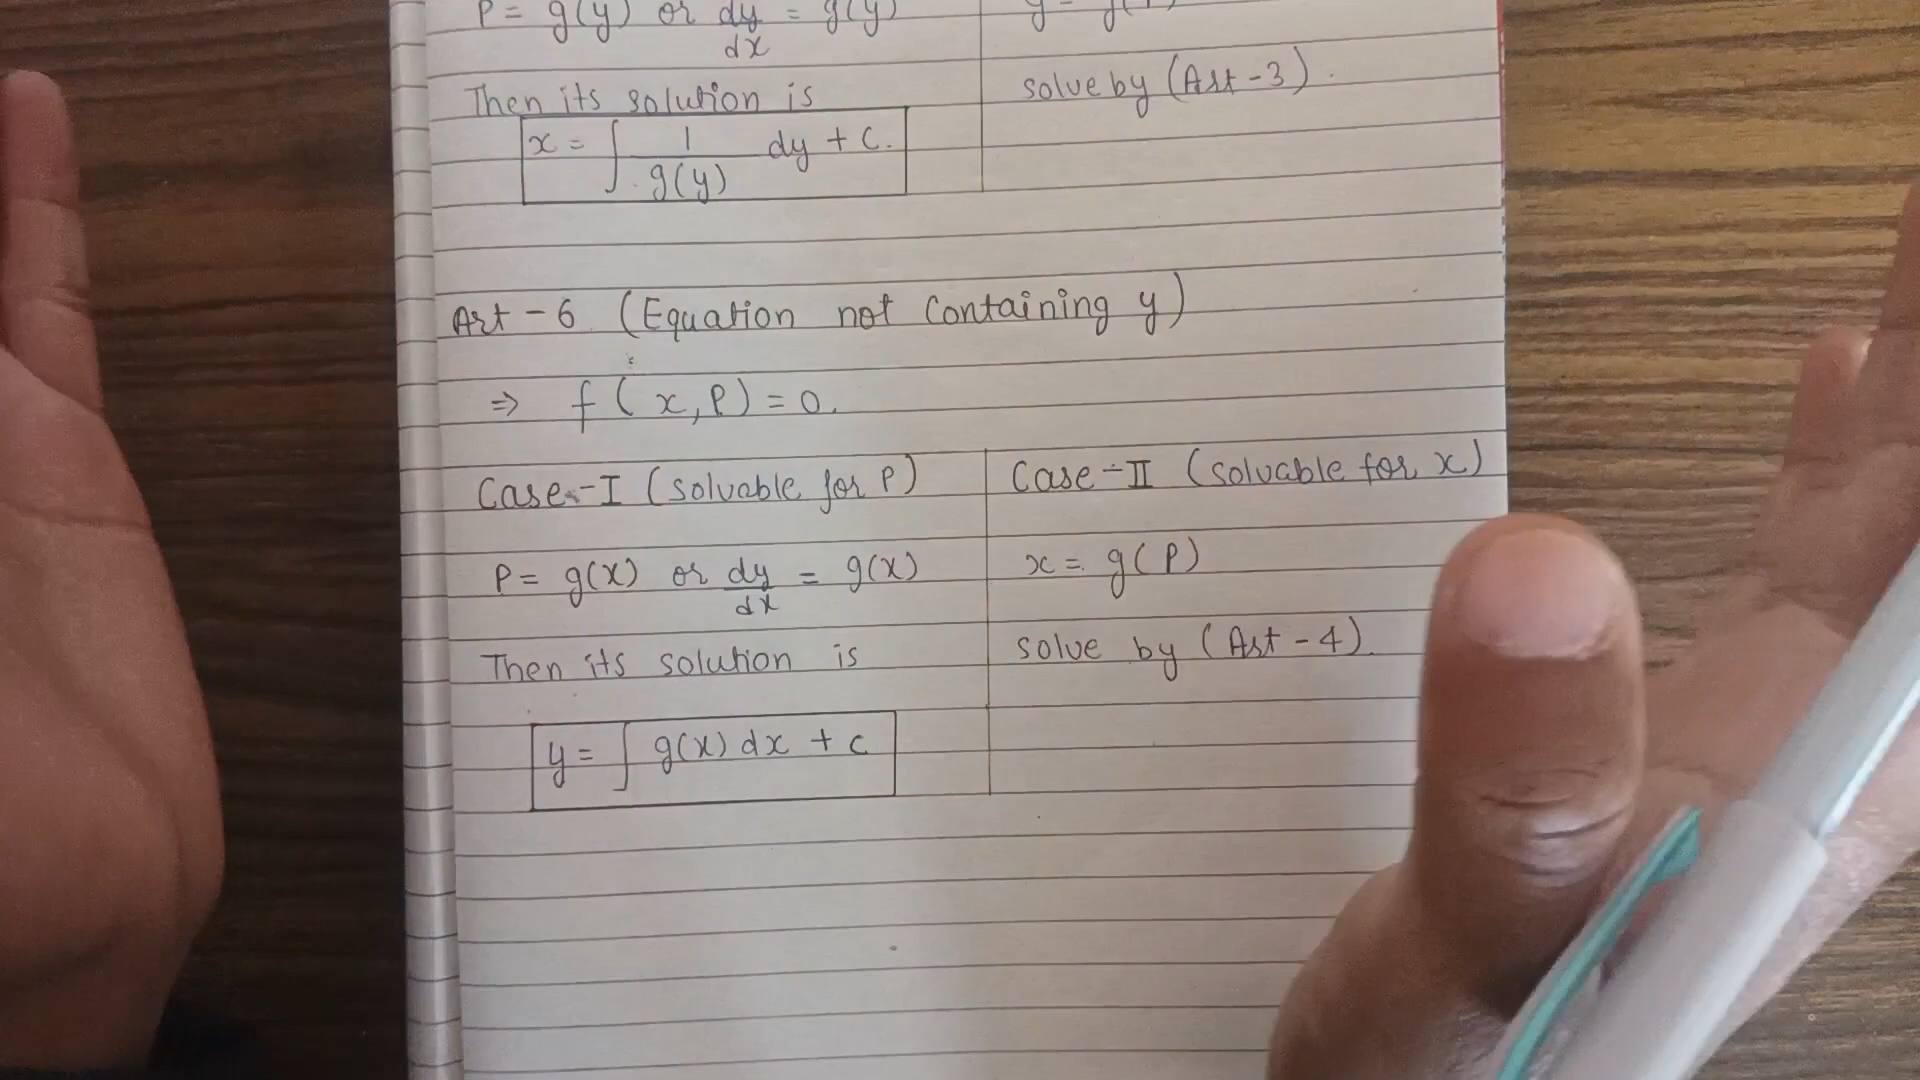 P = g(y) or dy/dx = g(y)
Then its solution is
x = ∫ 1/g(y) dy + c.
solve by (Art-3).
Art-6 (Equation not Containing y)
⇒ f(x, P) = 0.
Case-I (solvable for P)
P = g(x) or dy/dx = g(x)
Then its solution is
y = ∫ g(x) dx + c
Case-II (Solvable for x)
x = g(P)
solve by (Art-4).